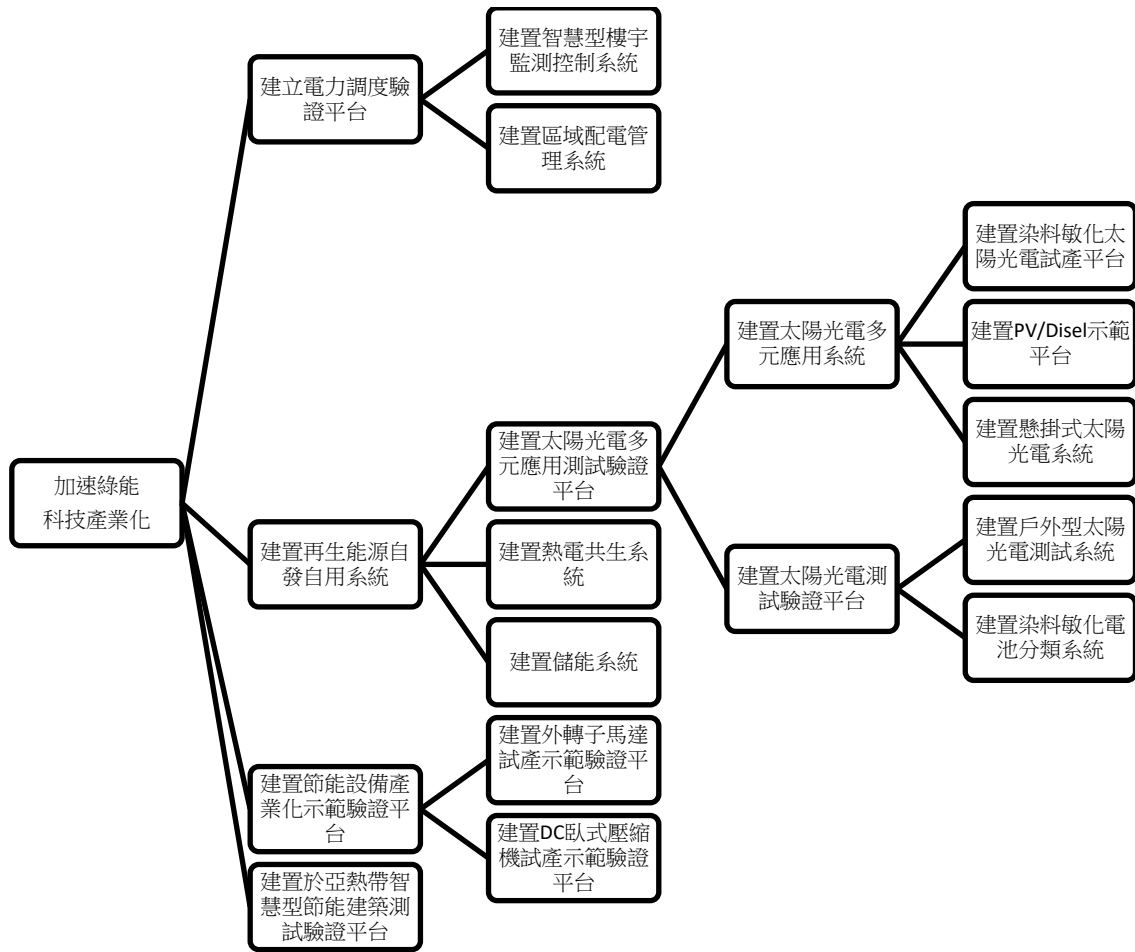 加速綠能
科技產業化
建立電力調度驗
證平台
建置智慧型樓宇
監測控制系統
建置區域配電管
理系統
建置再生能源自
發自用系統
建置太陽光電多
元應用測試驗證
平台
建置太陽光電多
元應用系統
建置染料敏化太
陽光電試產平台
建置PV/Disel示範
平台
建置懸掛式太陽
光電系統
建置太陽光電測
試驗證平台
建置戶外型太陽
光電測試系統
建置染料敏化電
池分類系統
建置熱電共生系
統
建置儲能系統
建置節能設備產
業化示範驗證平
台
建置外轉子馬達
試產示範驗證平
台
建置DC臥式壓縮
機試產示範驗證
平台
建置於亞熱帶智
慧型節能建築測
試驗證平台